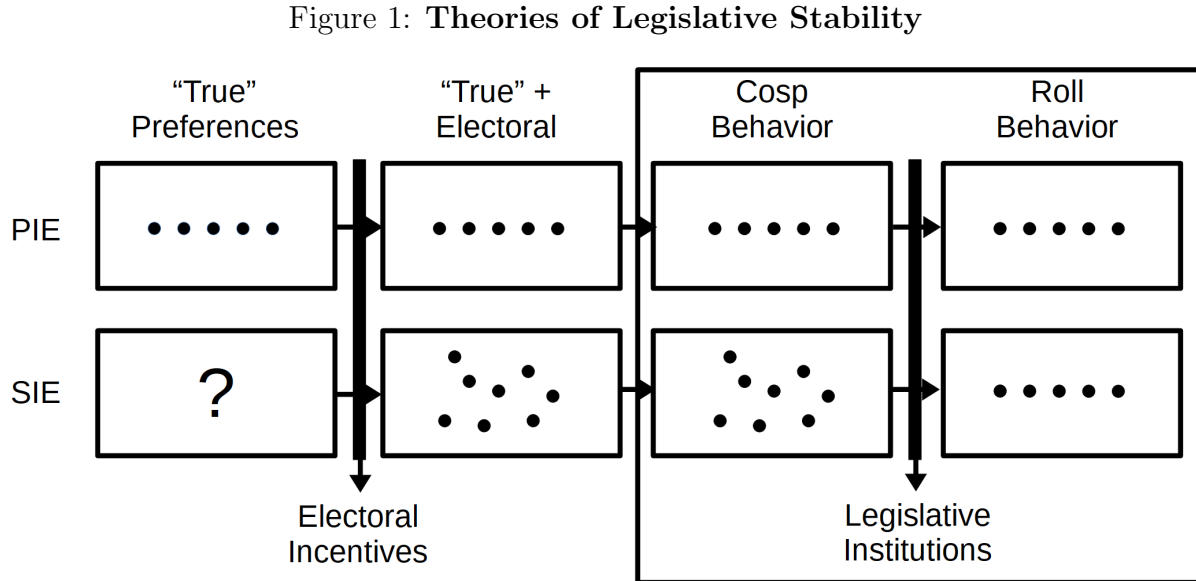 Figure 1: Theories of Legislative Stability
“True”
Preferences
“True” +
Electoral
Cosp
Behavior
Roll
Behavior
PIE
SIE
?
Electoral
Incentives
Legislative
Institutions